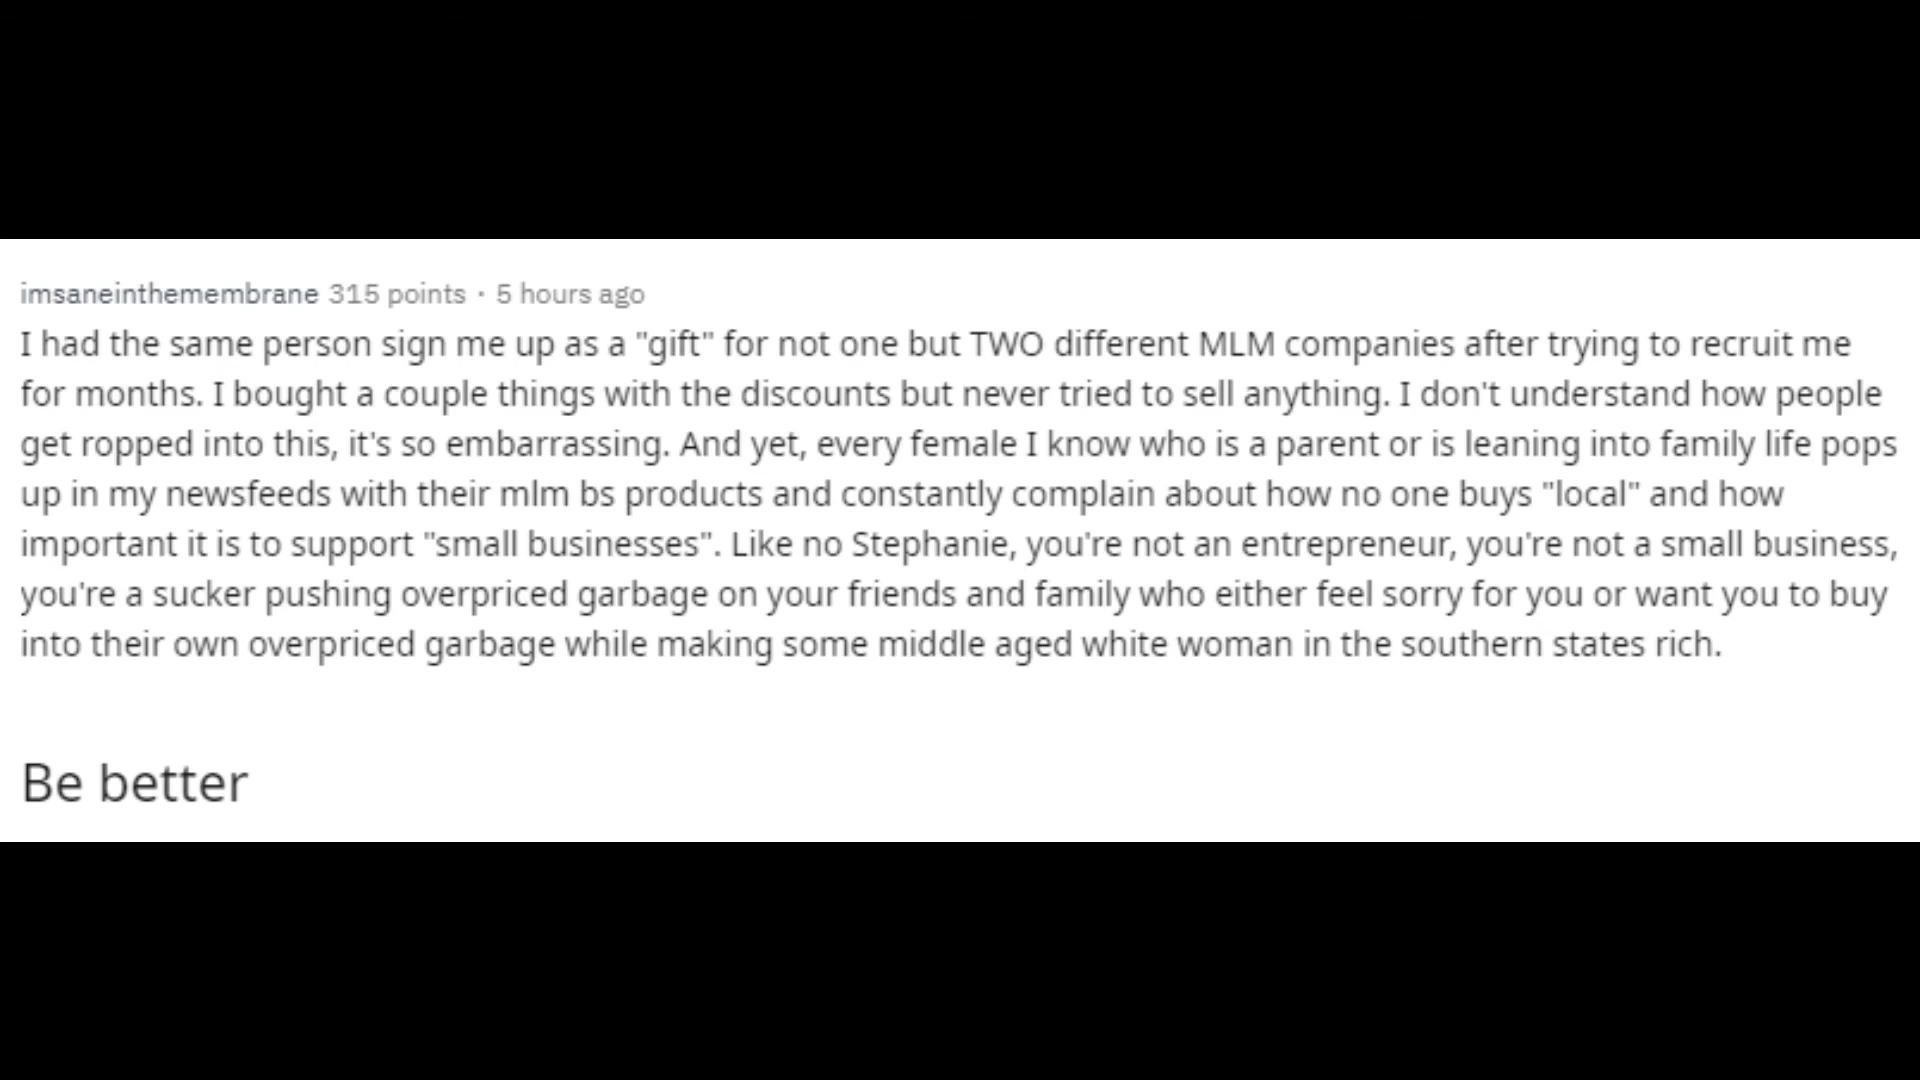 imsaneinthemembrane 315 points · 5 hours ago
I had the same person sign me up as a "gift" for not one but TWO different MLM companies after trying to recruit me
for months. I bought a couple things with the discounts but never tried to sell anything. I don't understand how people
get ropped into this, it's so embarrassing. And yet, every female I know who is a parent or is leaning into family life pops
up in my newsfeeds with their mlm bs products and constantly complain about how no one buys "local" and how
important it is to support "small businesses". Like no Stephanie, you're not an entrepreneur, you're not a small business,
you're a sucker pushing overpriced garbage on your friends and family who either feel sorry for you or want you to buy
into their own overpriced garbage while making some middle aged white woman in the southern states rich.
Be better